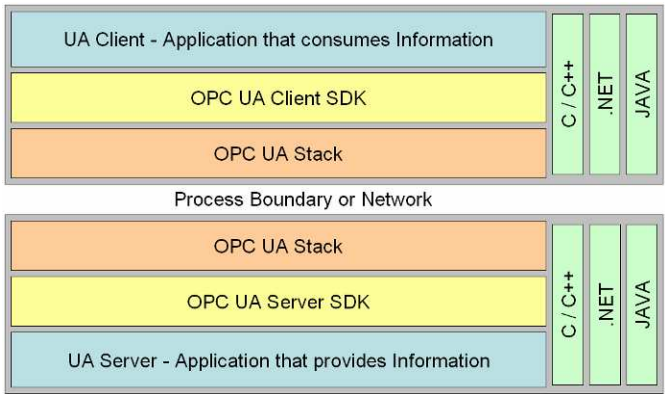 UA Client - Application that consumes Information
OPC UA Client SDK
OPC UA Stack
C / C++
.NET
JAVA
Process Boundary or Network
OPC UA Stack
OPC UA Server SDK
UA Server - Application that provides Information
C / C++
.NET
JAVA